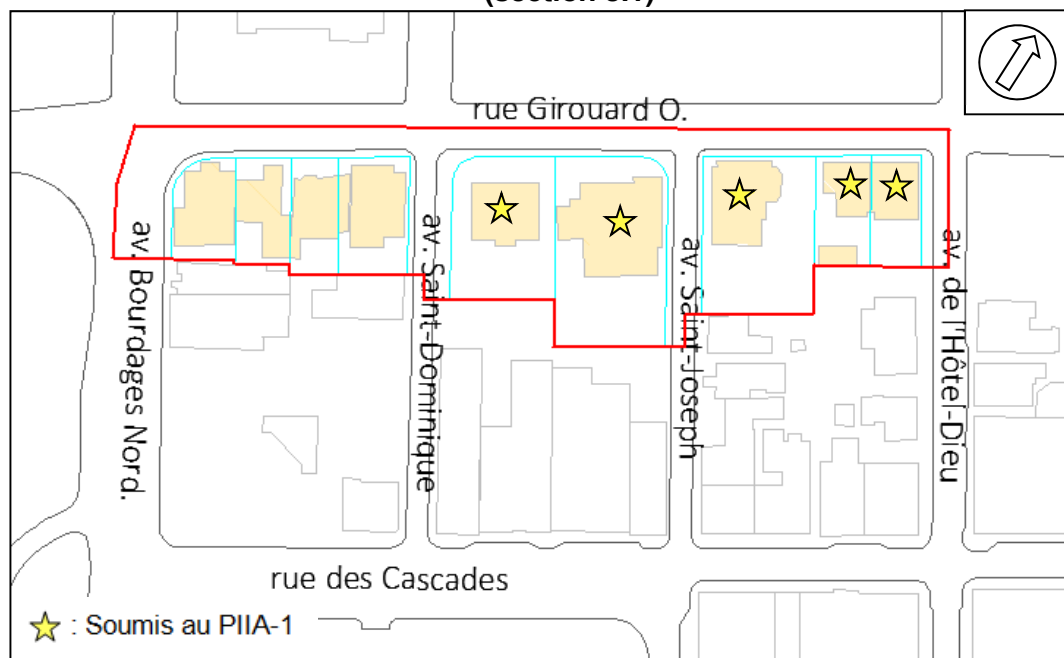 rue Girouard O.
av. Bourdages Nord.
av. Saint-Dominique
av. Saint-Joseph
av. de l'Hôtel-Dieu
rue des Cascades
: Soumis au PIIA-1